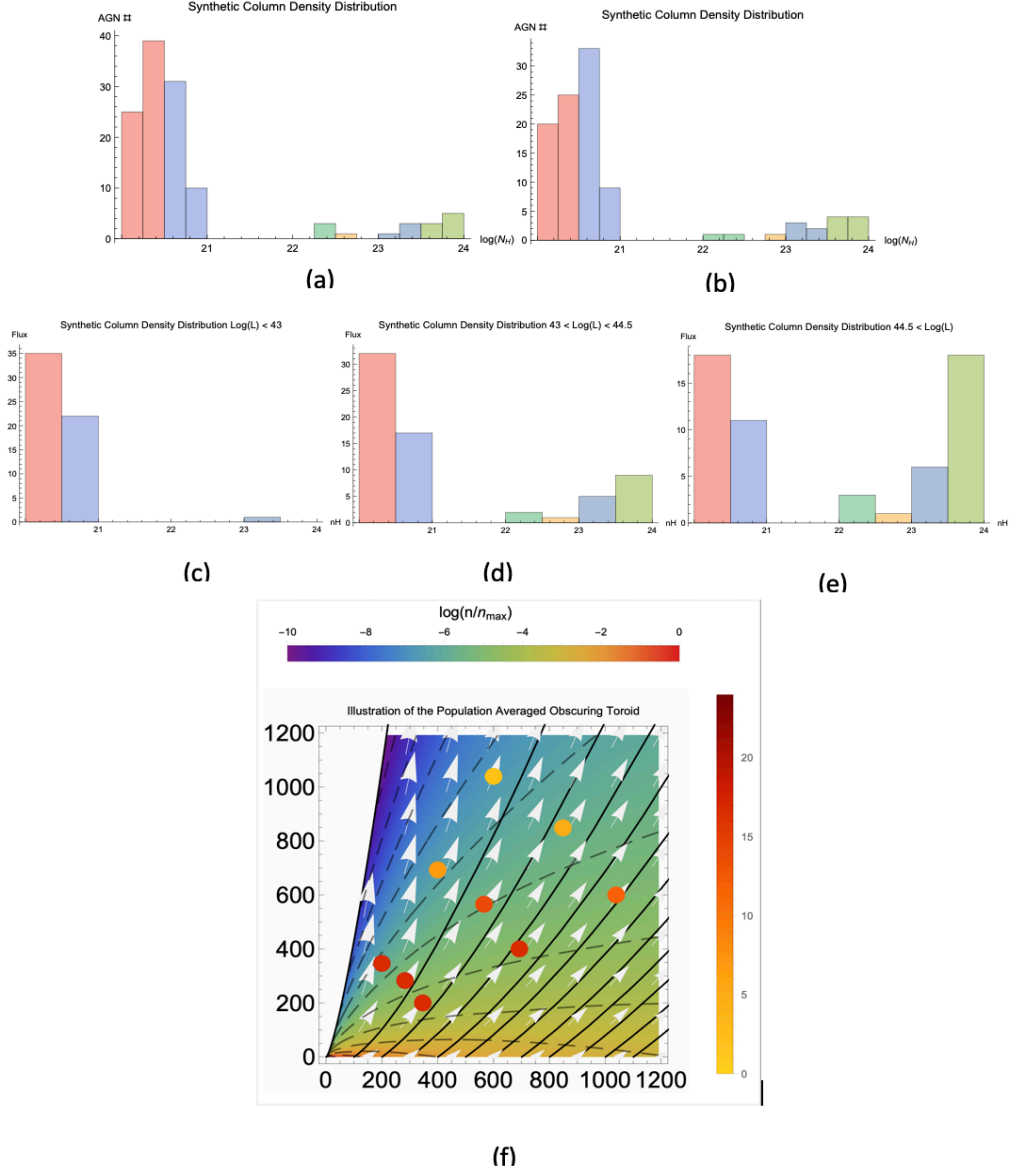 Synthetic Column Density Distribution
AGN ⌗
40
30
20
10
0
21
22
23
24
log(N_H)
(a)
Synthetic Column Density Distribution
AGN ⌗
35
30
25
20
15
10
5
0
21
22
23
24
log(N_H)
(b)
Synthetic Column Density Distribution Log(L) < 43
Flux
35
30
25
20
15
10
5
0
21
22
23
24
nH
(c)
Synthetic Column Density Distribution 43 < Log(L) < 44.5
Flux
30
25
20
15
10
5
0
21
22
23
24
nH
(d)
Synthetic Column Density Distribution 44.5 < Log(L)
Flux
15
10
5
0
21
22
23
24
nH
(e)
log(n/n_max)
−10 −8 −6 −4 −2 0
Illustration of the Population Averaged Obscuring Toroid
1200
1000
800
600
400
200
0
0 200 400 600 800 1000 1200
20
15
10
5
0
(f)